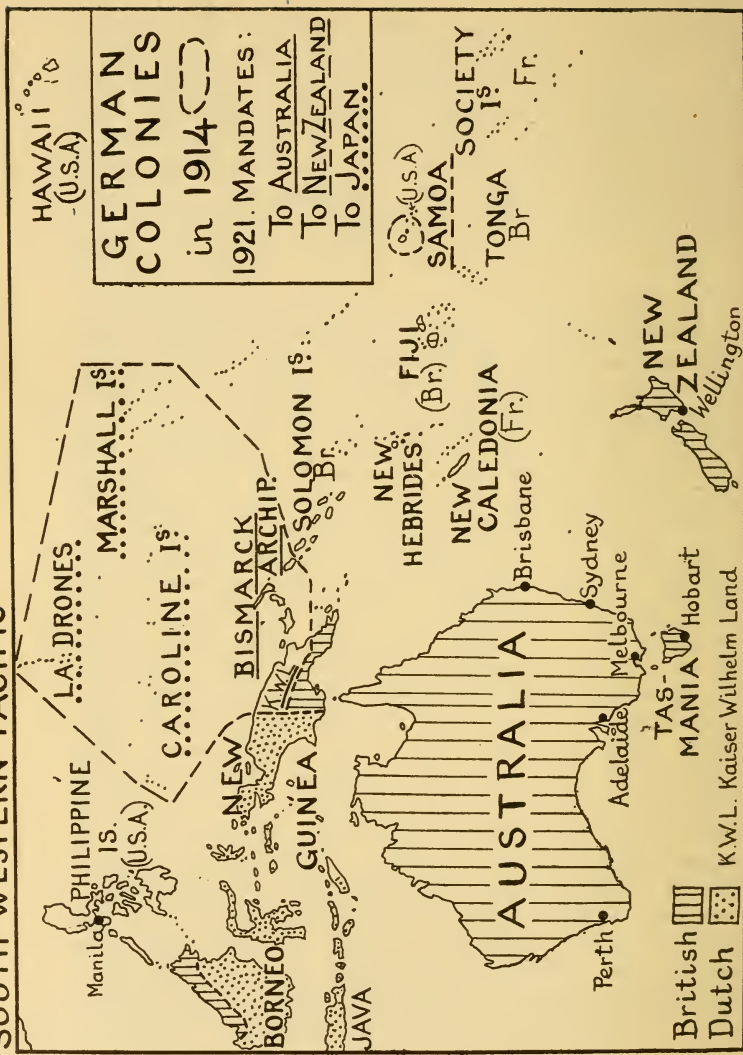 SOUTH WESTERN PACIFIC
HAWAII
(U.S.A)
GERMAN
COLONIES
in 1914
1921. MANDATES:
To AUSTRALIA
To NEW ZEALAND
To JAPAN
PHILIPPINE
IS.
(U.S.A.)
Manila
LADRONES
MARSHALL Is
CAROLINE Is
BISMARCK
ARCHIP.
SOLOMON Is
Br.
NEW
GUINEA
K.W.L.
BORNEO
JAVA
(U.S.A)
SAMOA
SOCIETY
Is
Fr.
TONGA
Br
FIJI
(Br.)
NEW
HEBRIDES
NEW
CALEDONIA
(Fr.)
AUSTRALIA
Brisbane
Sydney
Melbourne
Adelaide
Perth
TAS-
MANIA
Hobart
NEW
ZEALAND
Wellington
British
Dutch
K.W.L. Kaiser Wilhelm Land